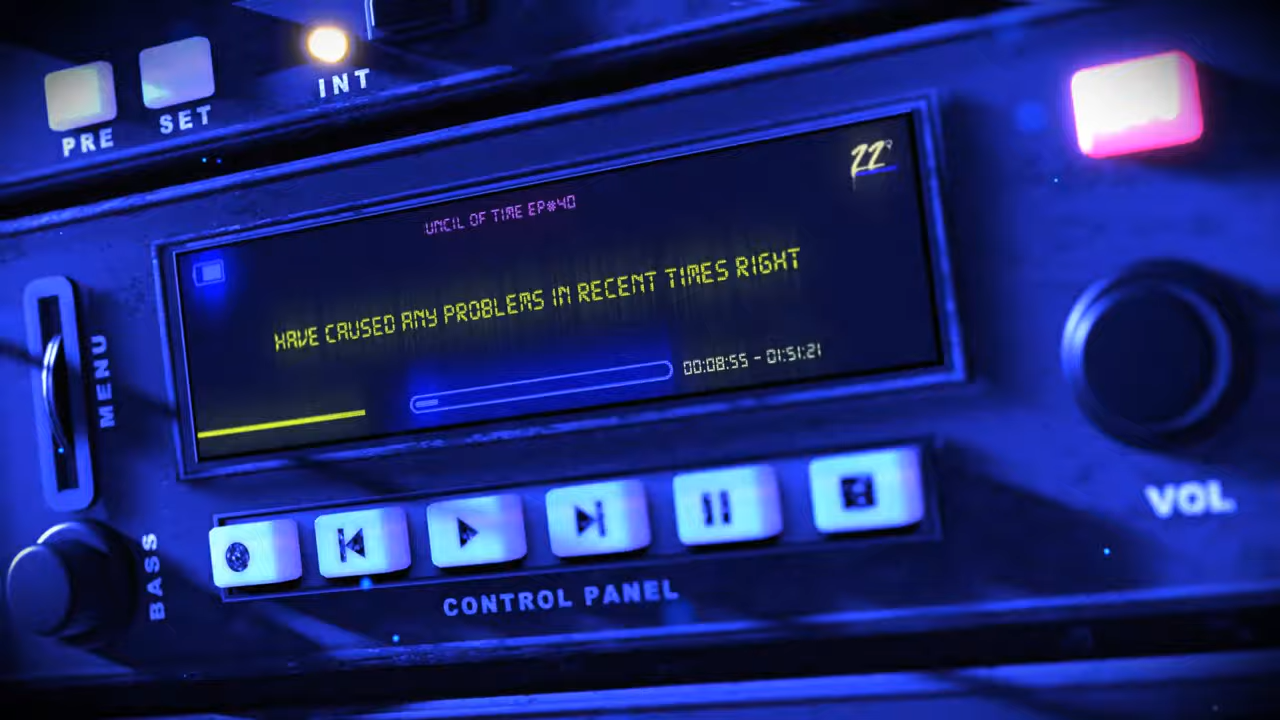 PRE
SET
INT
22°
UNCIL OF TIME EP#40
HAVE CAUSED ANY PROBLEMS IN RECENT TIMES RIGHT
00:08:55 - 01:51:21
MENU
BASS
VOL
CONTROL PANEL